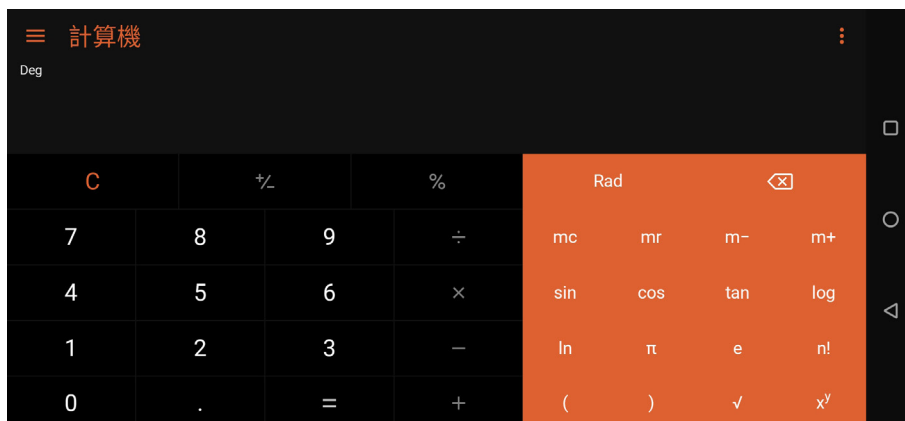 計算機
Deg
C +/− % Rad
7 8 9 ÷ mc mr m− m+
4 5 6 × sin cos tan log
1 2 3 − ln π e n!
0 . = + ( ) √ xʸ